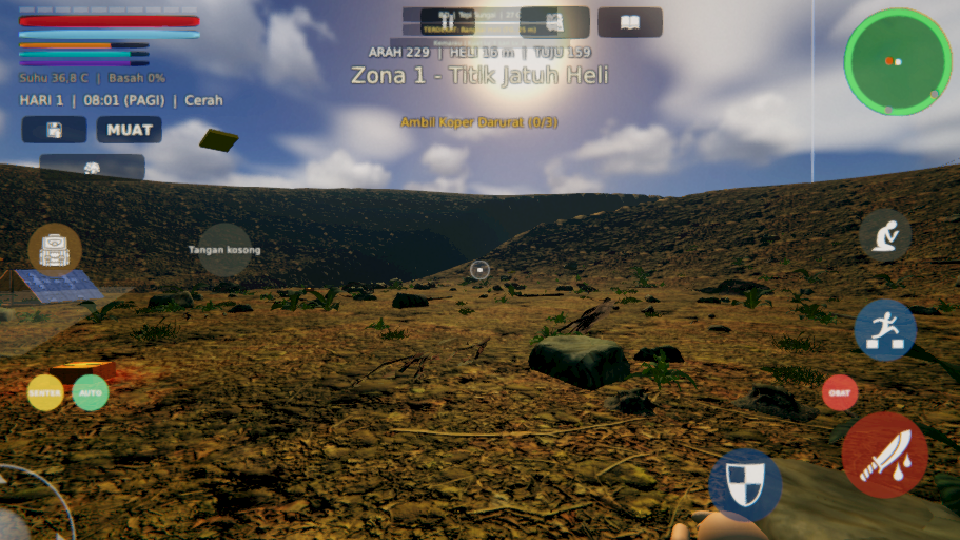 ARAH 229 | HELI 16 m | TUJU 159
Suhu 36,8 C | Basah 0%
Zona 1 - Titik Jatuh Heli
HARI 1 | 08:01 (PAGI) | Cerah
Ambil Koper Darurat (0/3)
MUAT
Tangan kosong
SENTER
AUTO
OBAT